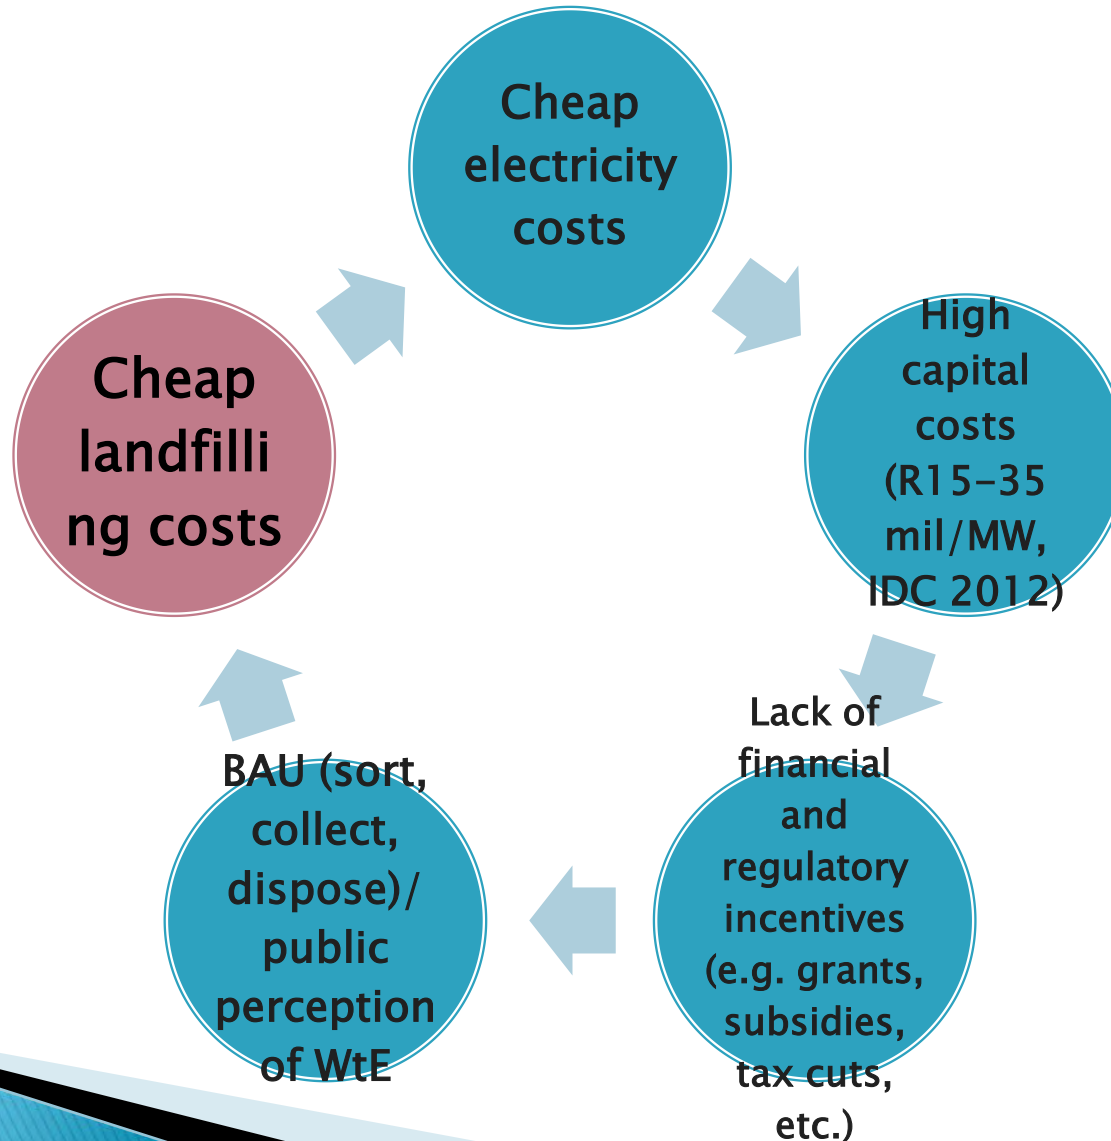 Cheap
electricity
costs
High
capital
costs
(R15-35
mil/MW,
IDC 2012)
Lack of
financial
and
regulatory
incentives
(e.g. grants,
subsidies,
tax cuts,
etc.)
BAU (sort,
collect,
dispose)/
public
perception
of WtE
Cheap
landfilli
ng costs